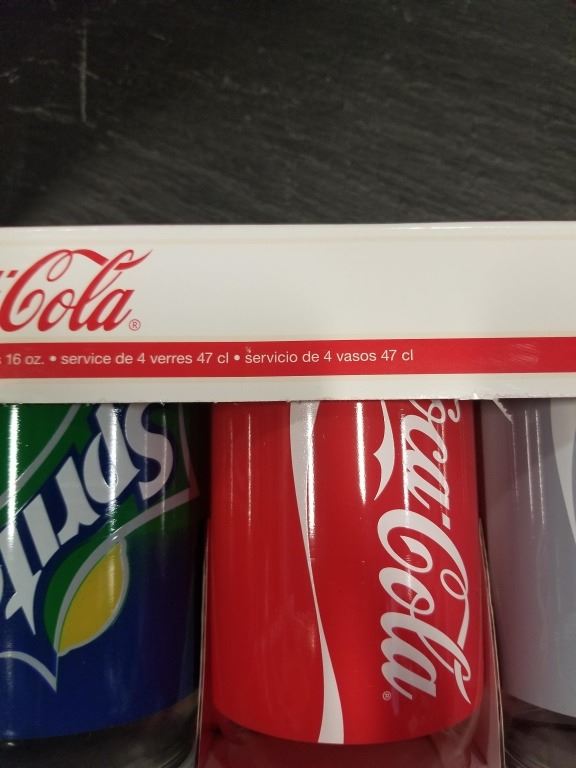 Cola®
16 oz. • service de 4 verres 47 cl • servicio de 4 vasos 47 cl
Sprite
Coca-Cola®